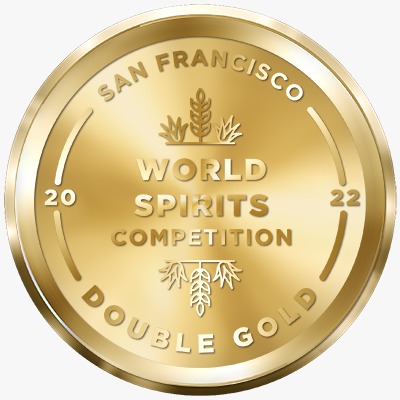 SAN FRANCISCO
WORLD
SPIRITS
COMPETITION
20 22
DOUBLE GOLD